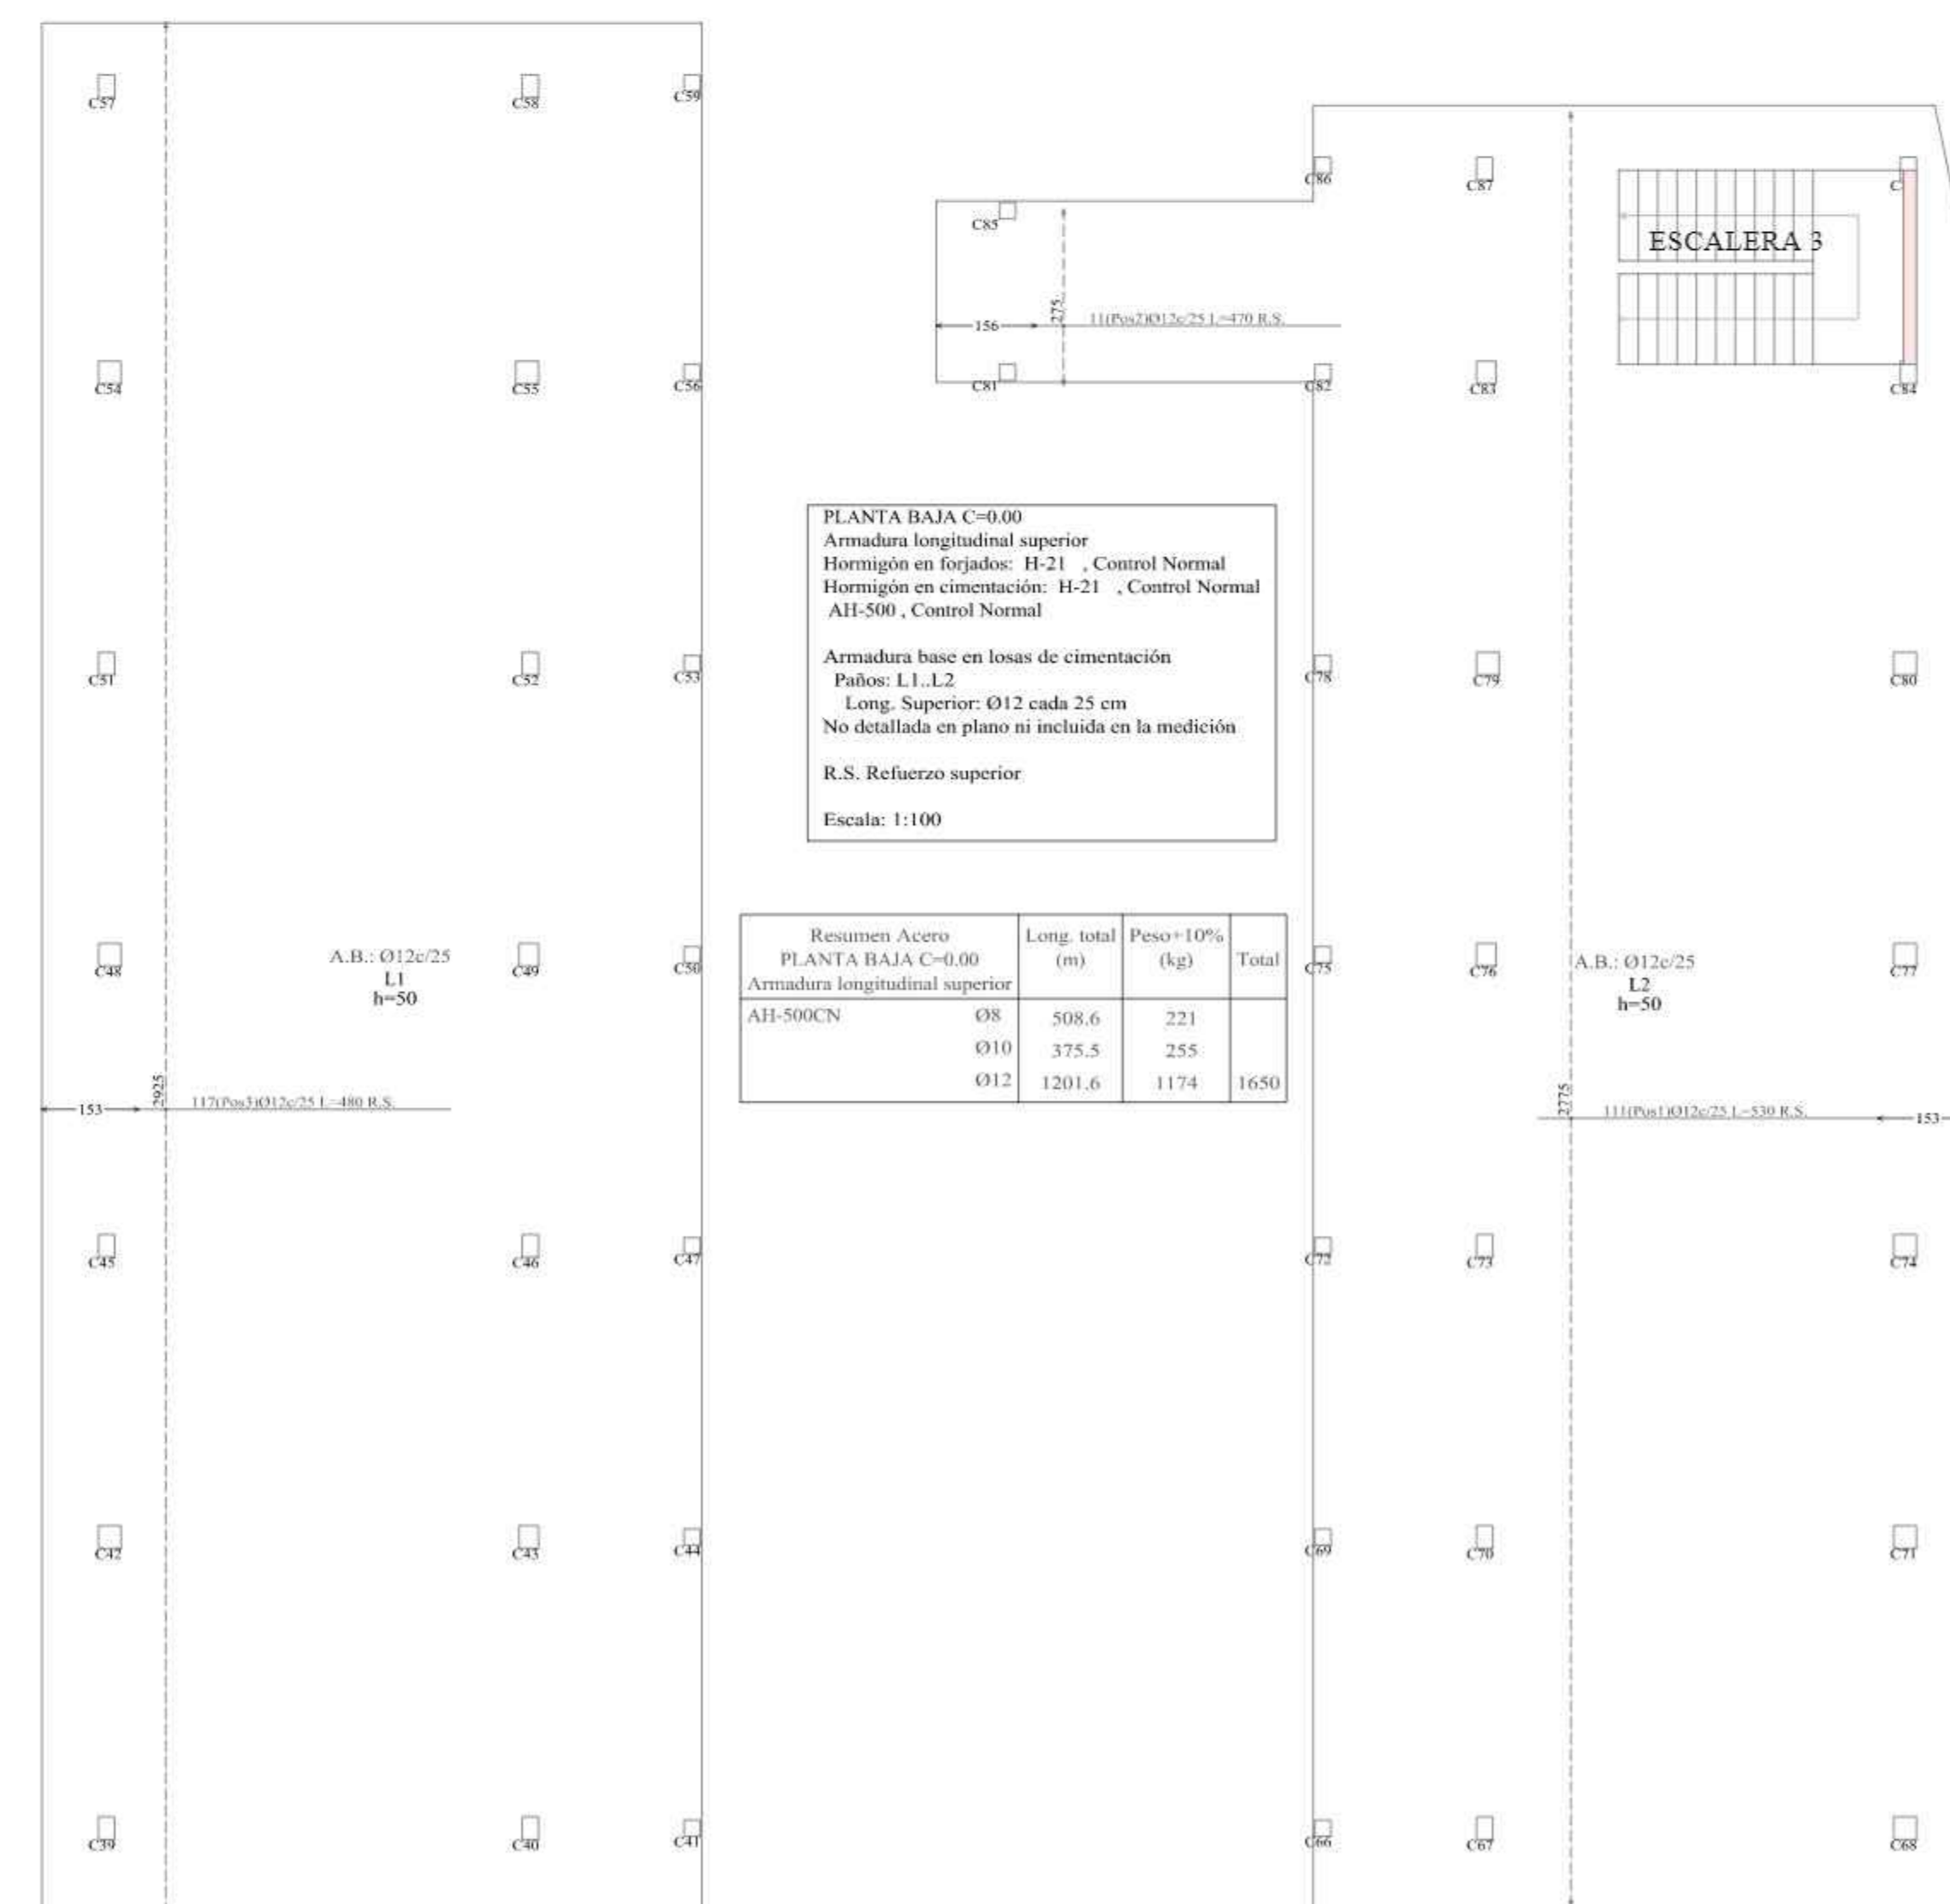 C57
C58
C59
C86
C87
C
C85
ESCALERA 3
275
156
11(Pos2)Ø12c/25 L=470 R.S.
C54
C55
C56
C81
C82
C83
C84
PLANTA BAJA C=0.00
Armadura longitudinal superior
Hormigón en forjados: H-21 , Control Normal
Hormigón en cimentación: H-21 , Control Normal
AH-500 , Control Normal
Armadura base en losas de cimentación
Paños: L1..L2
Long. Superior: Ø12 cada 25 cm
No detallada en plano ni incluida en la medición
R.S. Refuerzo superior
Escala: 1:100
C51
C52
C53
C78
C79
C80
Resumen Acero
PLANTA BAJA C=0.00
Armadura longitudinal superior
Long. total
(m)
Peso+10%
(kg)
Total
AH-500CN Ø8 508.6 221
Ø10 375.5 255
Ø12 1201.6 1174 1650
C48
A.B.: Ø12c/25
L1
h=50
C49
C50
C75
C76
A.B.: Ø12c/25
L2
h=50
C77
2925
153
117(Pos3)Ø12c/25 L=480 R.S.
2775
111(Pos1)Ø12c/25 L=530 R.S.
153
C45
C46
C47
C72
C73
C74
C42
C43
C44
C69
C70
C71
C39
C40
C41
C66
C67
C68